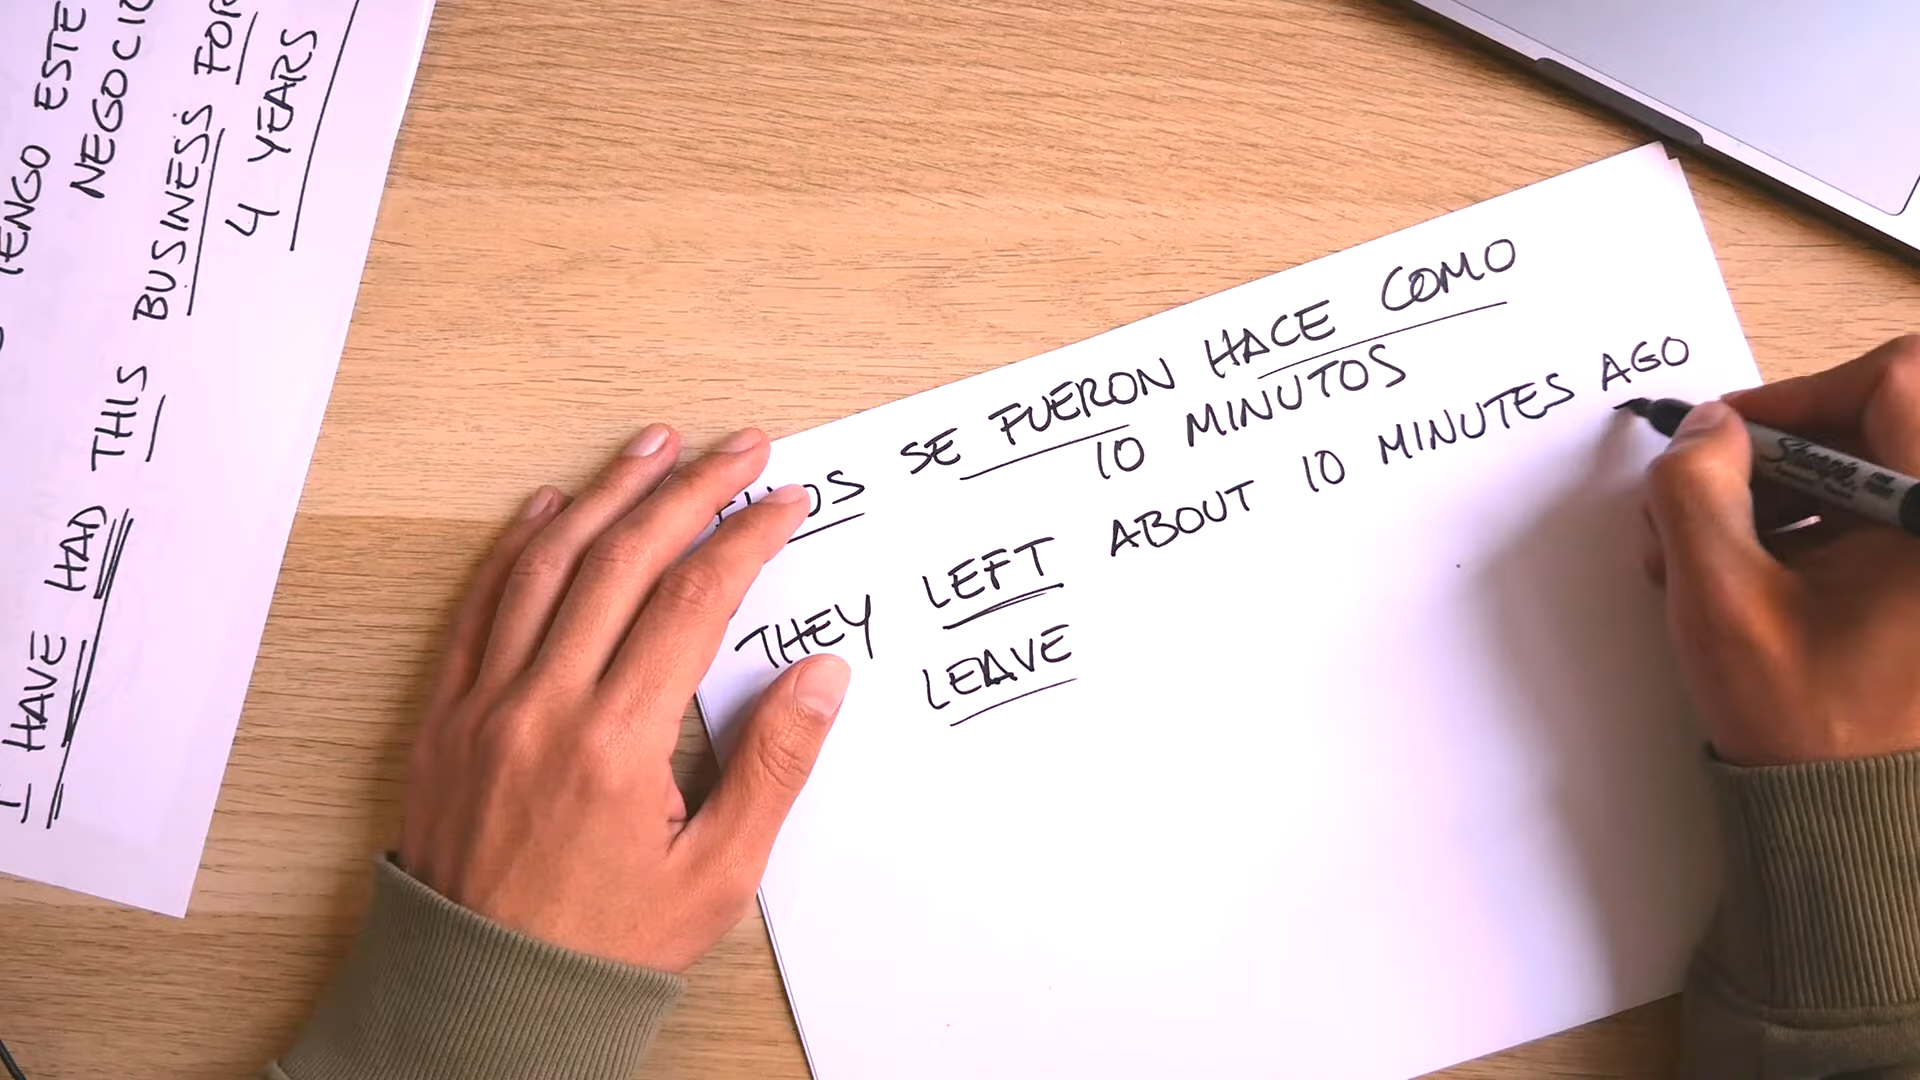 TENGO ESTE
NEGOCIO
I HAVE HAD THIS BUSINESS FOR
4 YEARS
SE FUERON HACE COMO
10 MINUTOS
THEY LEFT ABOUT 10 MINUTES AGO
LEAVE
Sharpie